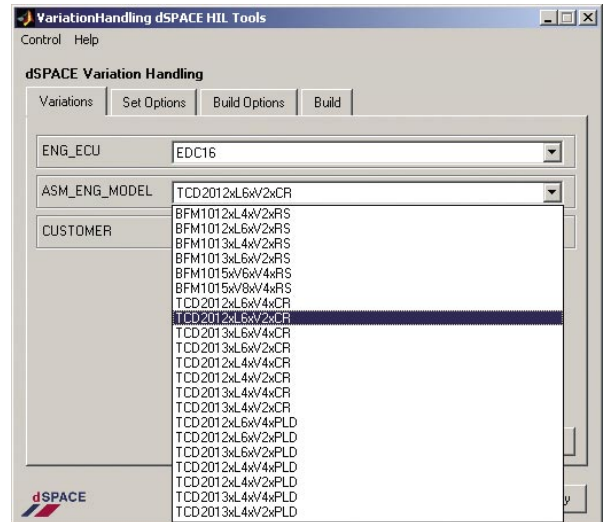 VariationHandling dSPACE HIL Tools
Control Help
dSPACE Variation Handling
Variations Set Options Build Options Build
ENG_ECU EDC16
ASM_ENG_MODEL TCD2012xL6xV2xCR
CUSTOMER
BFM1012xL4xV2xRS
BFM1012xL6xV2xRS
BFM1013xL4xV2xRS
BFM1013xL6xV2xRS
BFM1015xV6xV4xRS
BFM1015xV8xV4xRS
TCD2012xL6xV4xCR
TCD2012xL6xV2xCR
TCD2013xL6xV4xCR
TCD2013xL6xV2xCR
TCD2012xL4xV4xCR
TCD2012xL4xV2xCR
TCD2013xL4xV4xCR
TCD2013xL4xV2xCR
TCD2012xL6xV4xPLD
TCD2012xL6xV2xPLD
TCD2013xL6xV2xPLD
TCD2012xL4xV4xPLD
TCD2012xL4xV2xPLD
TCD2013xL4xV4xPLD
TCD2013xL4xV2xPLD
dSPACE